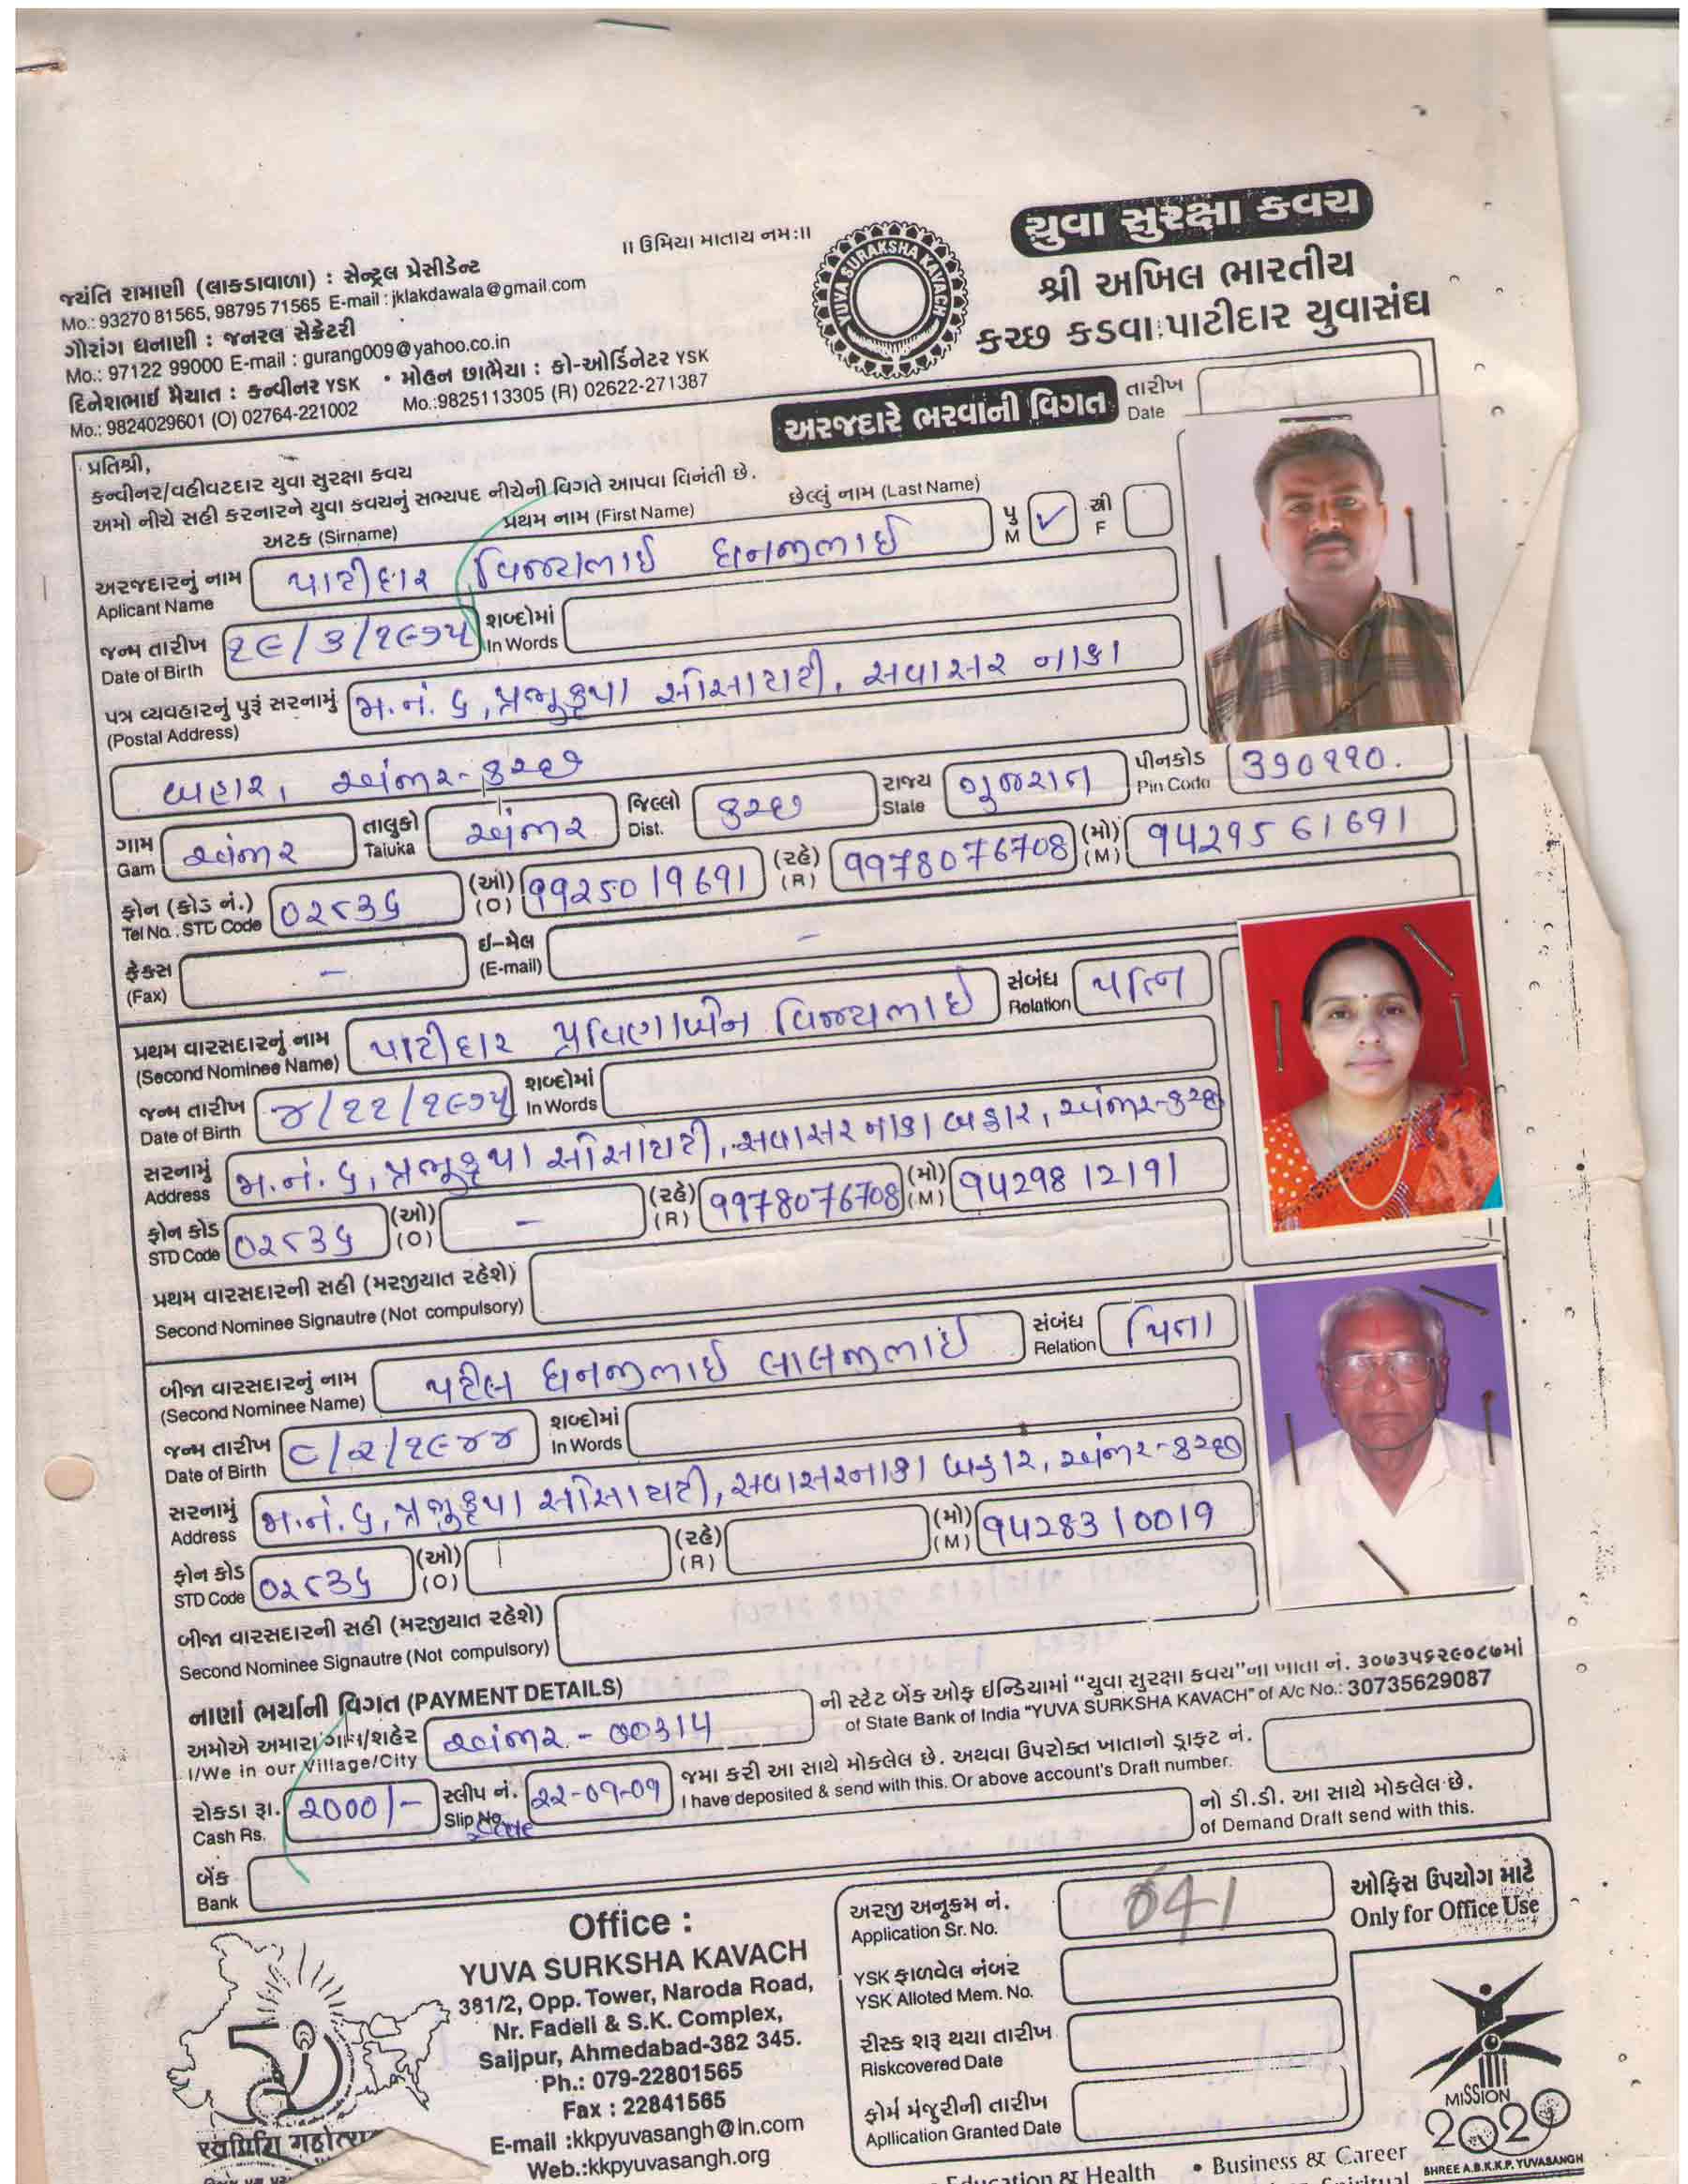 ॥ ઉમિયા માતાય નમઃ॥
યુવા સુરક્ષા કવચ
શ્રી અખિલ ભારતીય
કચ્છ કડવા પાટીદાર યુવાસંઘ
YUVA SURAKSHA KAVACH
જ્યંતિ રામાણી (લાકડાવાળા) : સેન્ટ્રલ પ્રેસીડેન્ટ
Mo.: 93270 81565, 98795 71565 E-mail : jklakdawala@gmail.com
ગૌરાંગ ધનાણી : જનરલ સેક્રેટરી
Mo.: 97122 99000 E-mail : gurang009@yahoo.co.in
દિનેશભાઈ મૈયાત : કન્વીનર YSK • મોહન છાભૈયા : કો-ઓર્ડિનેટર YSK
Mo.: 9824029601 (O) 02764-221002 Mo.:9825113305 (R) 02622-271387
અરજદારે ભરવાની વિગત
તારીખ
Date
પ્રતિશ્રી,
કન્વીનર/વહીવટદાર યુવા સુરક્ષા કવચ
અમો નીચે સહી કરનારને યુવા કવચનું સભ્યપદ નીચેની વિગતે આપવા વિનંતી છે.
અટક (Sirname) પ્રથમ નામ (First Name) છેલ્લું નામ (Last Name)
અરજદારનું નામ પાટીદાર વિજયભાઈ ધનજીભાઈ પુ ✓ સ્રી
Aplicant Name M F
જન્મ તારીખ ૧૯/૩/૧૯૭૫ શબ્દોમાં
Date of Birth In Words
પત્ર વ્યવહારનું પુરૂં સરનામું મ.નં. ૬, પ્રભુકૃપા સોસાયટી, સવાસર નાકા
(Postal Address)
બહાર, અંજાર-કચ્છ
ગામ અંજાર તાલુકો અંજાર જિલ્લો કચ્છ રાજ્ય ગુજરાત પીનકોડ ૩૭૦૧૧૦.
Gam Taluka Dist. State Pin Code
ફોન (કોડ નં.) ૦૨૮૩૬ (ઓ) 9925019691 (રહે) 9978076708 (મો) 9429561691
Tel No. STD Code (O) (R) (M)
ફેક્સ – ઈ-મેલ –
(Fax) (E-mail)
પ્રથમ વારસદારનું નામ પાટીદાર પ્રવિણાબેન વિજયભાઈ સંબંધ પત્નિ
(Second Nominee Name) Relation
જન્મ તારીખ ૪/૧૧/૧૯૭૫ શબ્દોમાં
Date of Birth In Words
સરનામું મ.નં. ૬, પ્રભુકૃપા સોસાયટી, સવાસર નાકા બહાર, અંજાર-કચ્છ
Address
ફોન કોડ ૦૨૮૩૬ (ઓ) – (રહે) 9978076708 (મો) 9429812191
STD Code (O) (R) (M)
પ્રથમ વારસદારની સહી (મરજીયાત રહેશે)
Second Nominee Signautre (Not compulsory)
બીજા વારસદારનું નામ પટેલ ધનજીભાઈ લાલજીભાઈ સંબંધ પિતા
(Second Nominee Name) Relation
જન્મ તારીખ ૮/૨/૧૯૪૪ શબ્દોમાં
Date of Birth In Words
સરનામું મ.નં. ૬, પ્રભુકૃપા સોસાયટી, સવાસરનાકા બહાર, અંજાર-કચ્છ
Address
ફોન કોડ ૦૨૮૩૬ (ઓ) (રહે) (મો) 9428310019
STD Code (O) (R) (M)
બીજા વારસદારની સહી (મરજીયાત રહેશે)
Second Nominee Signautre (Not compulsory)
નાણાં ભર્યાની વિગત (PAYMENT DETAILS)
ની સ્ટેટ બેંક ઓફ ઈન્ડિયામાં "યુવા સુરક્ષા કવચ"ના ખાતા નં. ૩૦૭૩૫૬૨૯૦૮૭માં
અમોએ અમારા ગામ/શહેર અંજાર - 00314 of State Bank of India "YUVA SURKSHA KAVACH" of A/c No.: 30735629087
I/We in our Village/City
જમા કરી આ સાથે મોકલેલ છે. અથવા ઉપરોક્ત ખાતાનો ડ્રાફ્ટ નં.
રોકડા રૂા. 2000/- સ્લીપ નં. 22-07-09 I have deposited & send with this. Or above account's Draft number.
Cash Rs. Slip No. Date
નો ડી.ડી. આ સાથે મોકલેલ છે.
of Demand Draft send with this.
બેંક
Bank
Office :
YUVA SURKSHA KAVACH
381/2, Opp. Tower, Naroda Road,
Nr. Fadeli & S.K. Complex,
Saijpur, Ahmedabad-382 345.
Ph.: 079-22801565
Fax : 22841565
E-mail :kkpyuvasangh@in.com
Web.:kkpyuvasangh.org
અરજી અનુક્રમ નં. 041
Application Sr. No.
YSK ફાળવેલ નંબર
YSK Alloted Mem. No.
રીસ્ક શરૂ થયા તારીખ
Riskcovered Date
ફોર્મ મંજુરીની તારીખ
Apllication Granted Date
ઓફિસ ઉપયોગ માટે
Only for Office Use
50
MISSION
2020
SHREE A.B.K.K.P. YUVASANGH
Education & Health • Business & Career